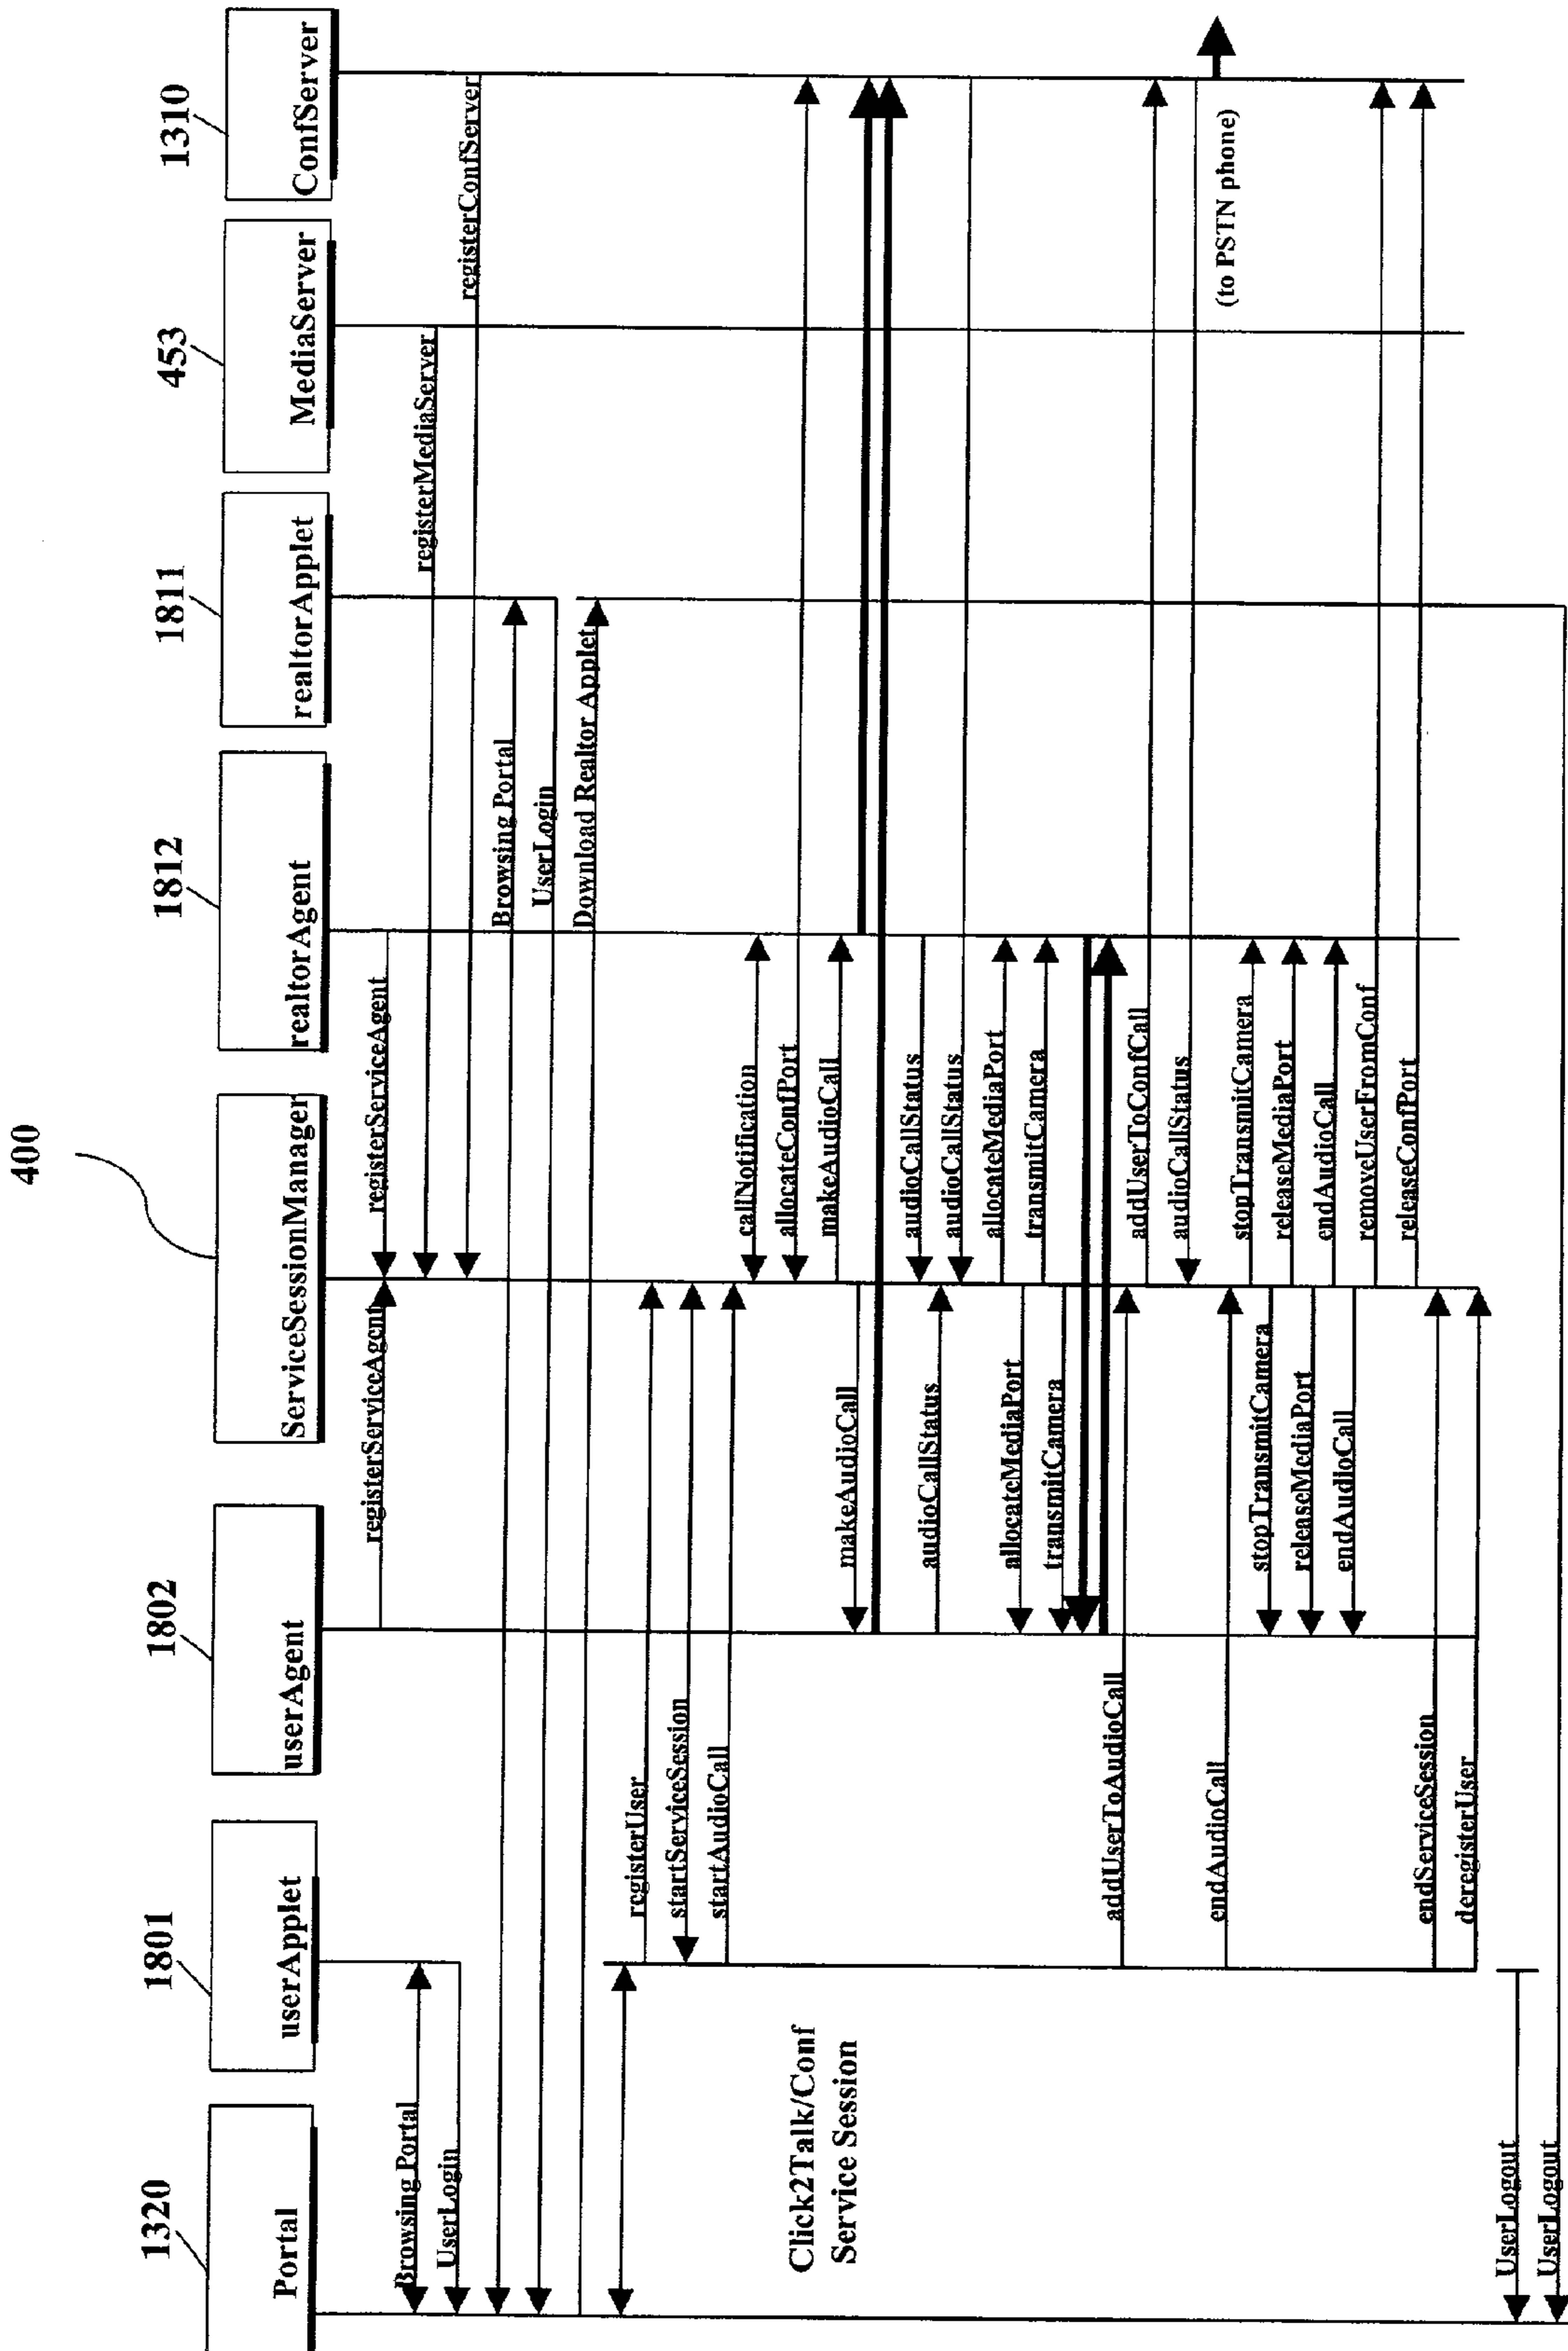 400
1320
1801
1802
1812
1811
453
1310
Portal
userApplet
userAgent
ServiceSessionManager
realtorAgent
realtorApplet
MediaServer
ConfServer
registerServiceAgent
registerServiceAgent
Browsing Portal
registerMediaServer
UserLogin
registerConfServer
Browsing Portal
UserLogin
Download Realtor Applet
registerUser
startServiceSession
startAudioCall
callNotification
allocateConfPort
makeAudioCall
makeAudioCall
Click2Talk/Conf
Service Session
audioCallStatus
audioCallStatus
audioCallStatus
allocateMediaPort
allocateMediaPort
transmitCamera
transmitCamera
addUserToAudioCall
addUserToConfCall
audioCallStatus
(to PSTN phone)
endAudioCall
stopTransmitCamera
stopTransmitCamera
releaseMediaPort
releaseMediaPort
endAudioCall
endAudioCall
removeUserFromConf
releaseConfPort
endServiceSession
deregisterUser
UserLogout
UserLogout